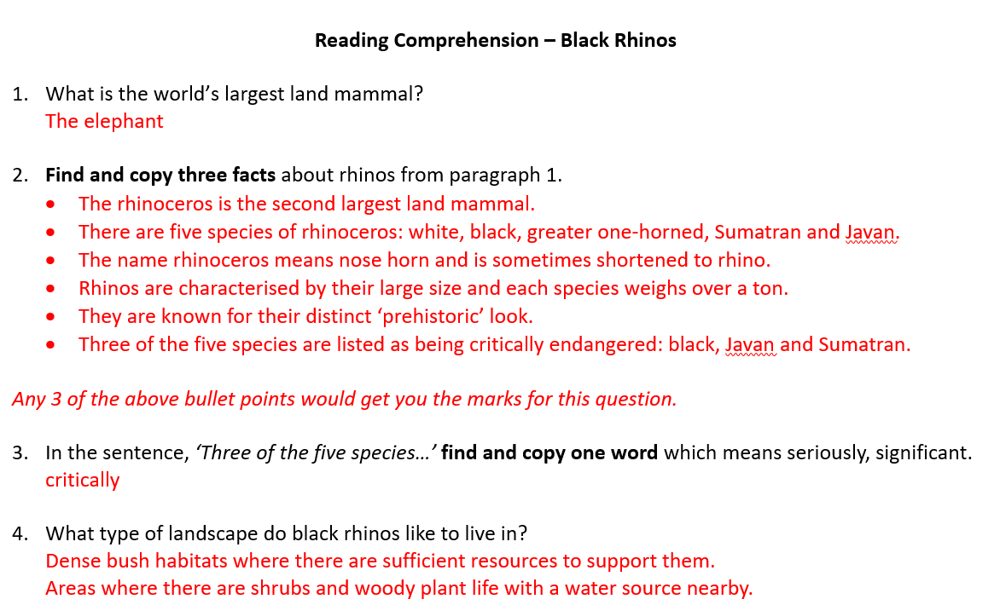 Reading Comprehension – Black Rhinos
1. What is the world’s largest land mammal?
The elephant
2. Find and copy three facts about rhinos from paragraph 1.
• The rhinoceros is the second largest land mammal.
• There are five species of rhinoceros: white, black, greater one-horned, Sumatran and Javan.
• The name rhinoceros means nose horn and is sometimes shortened to rhino.
• Rhinos are characterised by their large size and each species weighs over a ton.
• They are known for their distinct ‘prehistoric’ look.
• Three of the five species are listed as being critically endangered: black, Javan and Sumatran.
Any 3 of the above bullet points would get you the marks for this question.
3. In the sentence, ‘Three of the five species...’ find and copy one word which means seriously, significant.
critically
4. What type of landscape do black rhinos like to live in?
Dense bush habitats where there are sufficient resources to support them.
Areas where there are shrubs and woody plant life with a water source nearby.